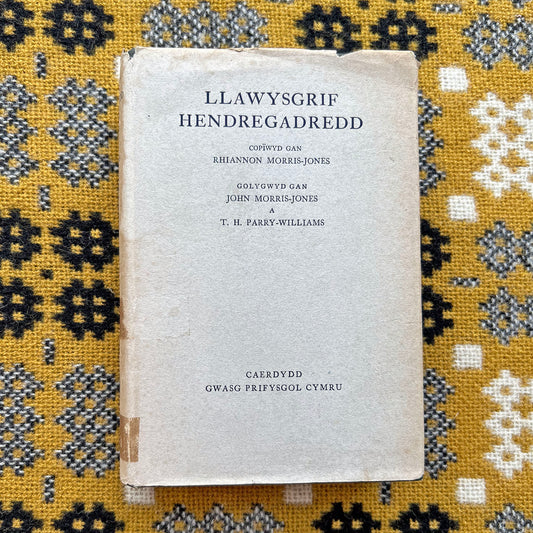 LLAWYSGRIF
HENDREGADREDD
COPÏWYD GAN
RHIANNON MORRIS-JONES
GOLYGWYD GAN
JOHN MORRIS-JONES
A
T. H. PARRY-WILLIAMS
CAERDYDD
GWASG PRIFYSGOL CYMRU